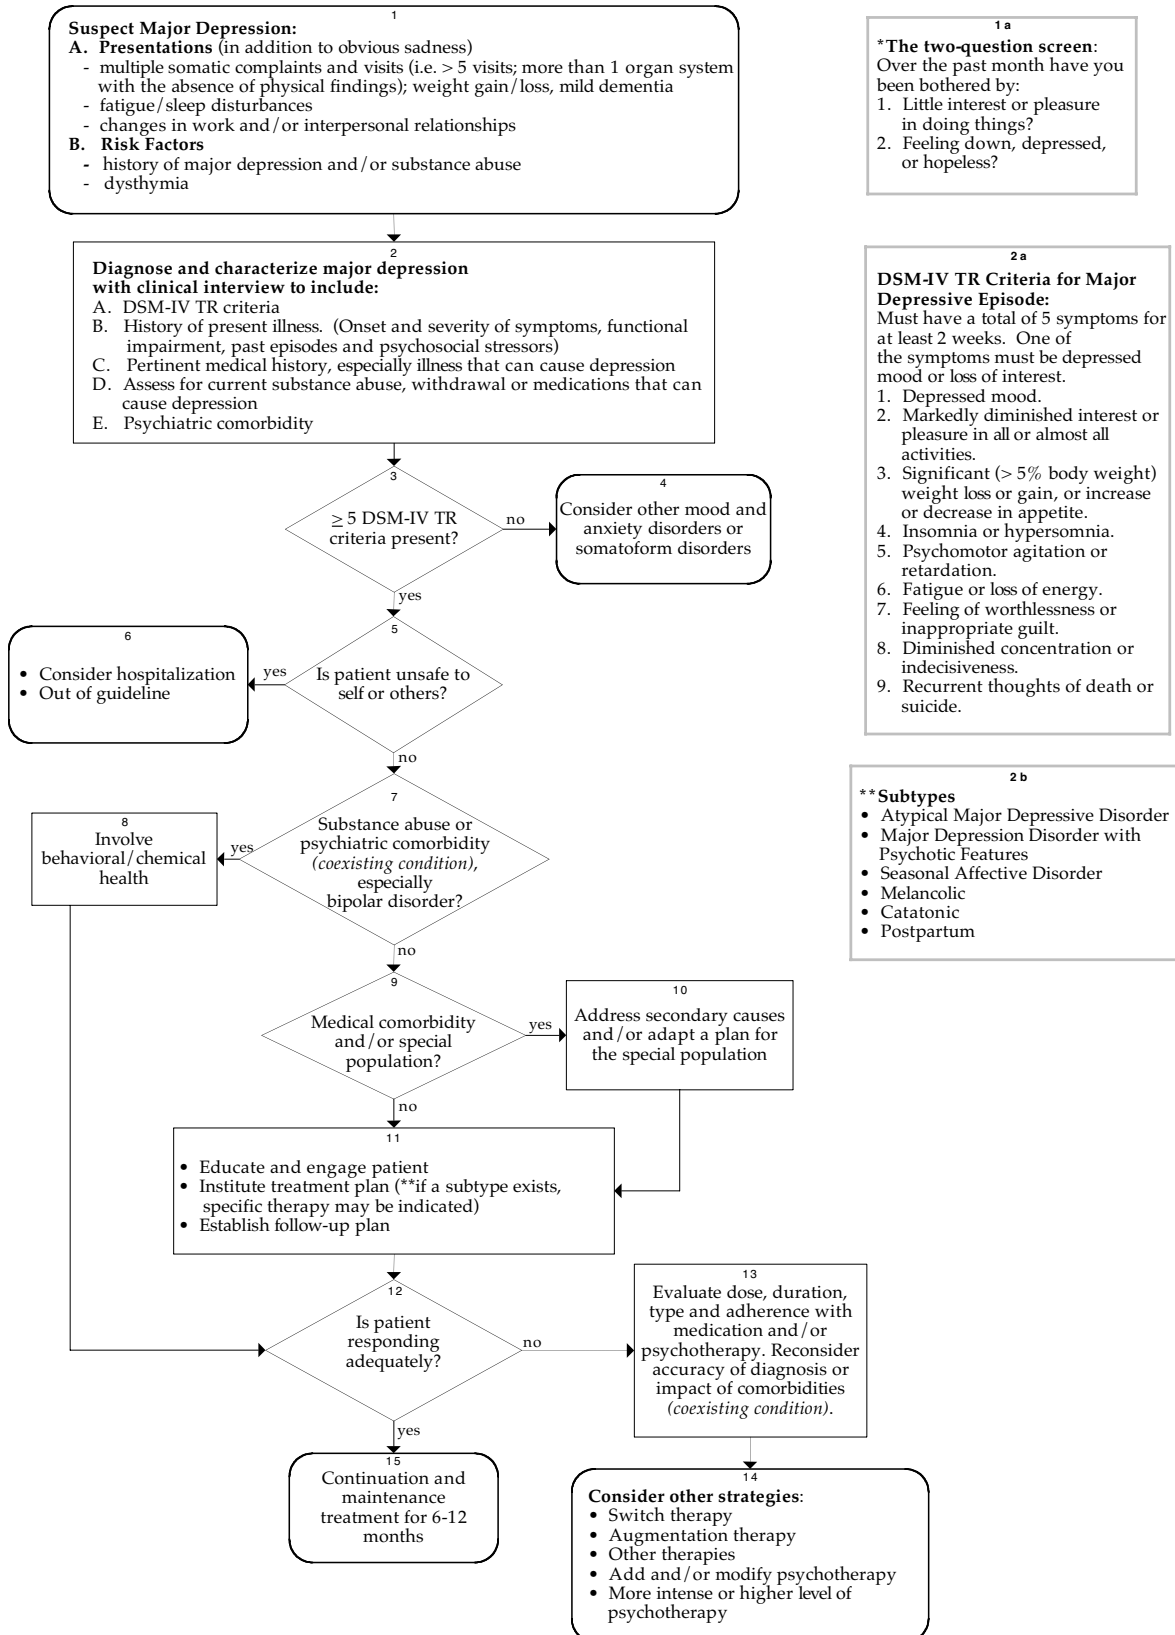 1
Suspect Major Depression:
A. Presentations (in addition to obvious sadness)
- multiple somatic complaints and visits (i.e. > 5 visits; more than 1 organ system
with the absence of physical findings); weight gain/loss, mild dementia
- fatigue/sleep disturbances
- changes in work and/or interpersonal relationships
B. Risk Factors
- history of major depression and/or substance abuse
- dysthymia
1a
*The two-question screen:
Over the past month have you
been bothered by:
1. Little interest or pleasure
in doing things?
2. Feeling down, depressed,
or hopeless?
2
Diagnose and characterize major depression
with clinical interview to include:
A. DSM-IV TR criteria
B. History of present illness. (Onset and severity of symptoms, functional
impairment, past episodes and psychosocial stressors)
C. Pertinent medical history, especially illness that can cause depression
D. Assess for current substance abuse, withdrawal or medications that can
cause depression
E. Psychiatric comorbidity
2a
DSM-IV TR Criteria for Major
Depressive Episode:
Must have a total of 5 symptoms for
at least 2 weeks. One of
the symptoms must be depressed
mood or loss of interest.
1. Depressed mood.
2. Markedly diminished interest or
pleasure in all or almost all
activities.
3. Significant (> 5% body weight)
weight loss or gain, or increase
or decrease in appetite.
4. Insomnia or hypersomnia.
5. Psychomotor agitation or
retardation.
6. Fatigue or loss of energy.
7. Feeling of worthlessness or
inappropriate guilt.
8. Diminished concentration or
indecisiveness.
9. Recurrent thoughts of death or
suicide.
3
≥ 5 DSM-IV TR
criteria present?
no
yes
4
Consider other mood and
anxiety disorders or
somatoform disorders
5
Is patient unsafe to
self or others?
yes
no
6
• Consider hospitalization
• Out of guideline
2b
**Subtypes
• Atypical Major Depressive Disorder
• Major Depression Disorder with
Psychotic Features
• Seasonal Affective Disorder
• Melancolic
• Catatonic
• Postpartum
7
Substance abuse or
psychiatric comorbidity
(coexisting condition),
especially
bipolar disorder?
yes
no
8
Involve
behavioral/chemical
health
9
Medical comorbidity
and/or special
population?
yes
no
10
Address secondary causes
and/or adapt a plan for
the special population
11
• Educate and engage patient
• Institute treatment plan (**if a subtype exists,
specific therapy may be indicated)
• Establish follow-up plan
12
Is patient
responding
adequately?
no
yes
13
Evaluate dose, duration,
type and adherence with
medication and/or
psychotherapy. Reconsider
accuracy of diagnosis or
impact of comorbidities
(coexisting condition).
15
Continuation and
maintenance
treatment for 6-12
months
14
Consider other strategies:
• Switch therapy
• Augmentation therapy
• Other therapies
• Add and/or modify psychotherapy
• More intense or higher level of
psychotherapy